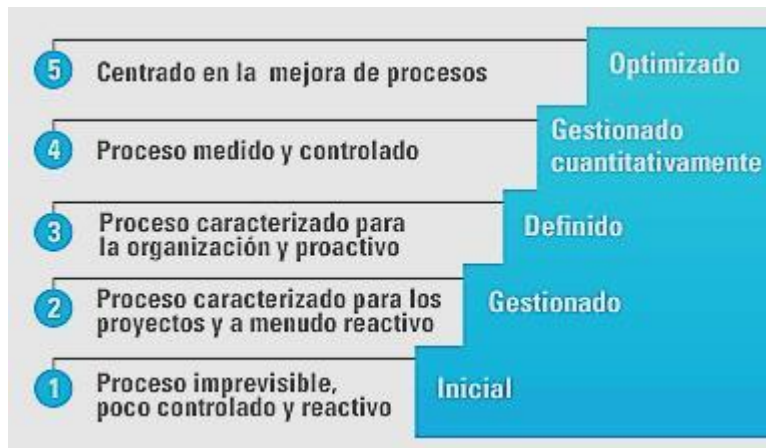 5 Centrado en la mejora de procesos Optimizado
4 Proceso medido y controlado Gestionado
cuantitativamente
3 Proceso caracterizado para
la organización y proactivo Definido
2 Proceso caracterizado para los
proyectos y a menudo reactivo Gestionado
1 Proceso imprevisible,
poco controlado y reactivo Inicial